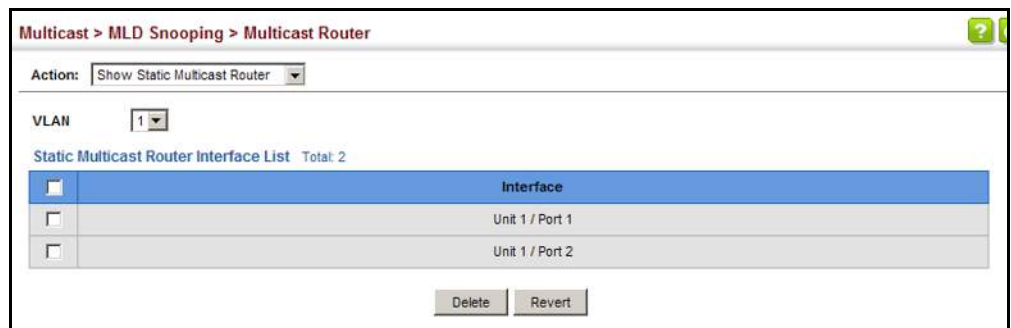 Multicast > MLD Snooping > Multicast Router
?
Action: Show Static Multicast Router
VLAN 1
Static Multicast Router Interface List Total: 2
Interface
Unit 1 / Port 1
Unit 1 / Port 2
Delete Revert